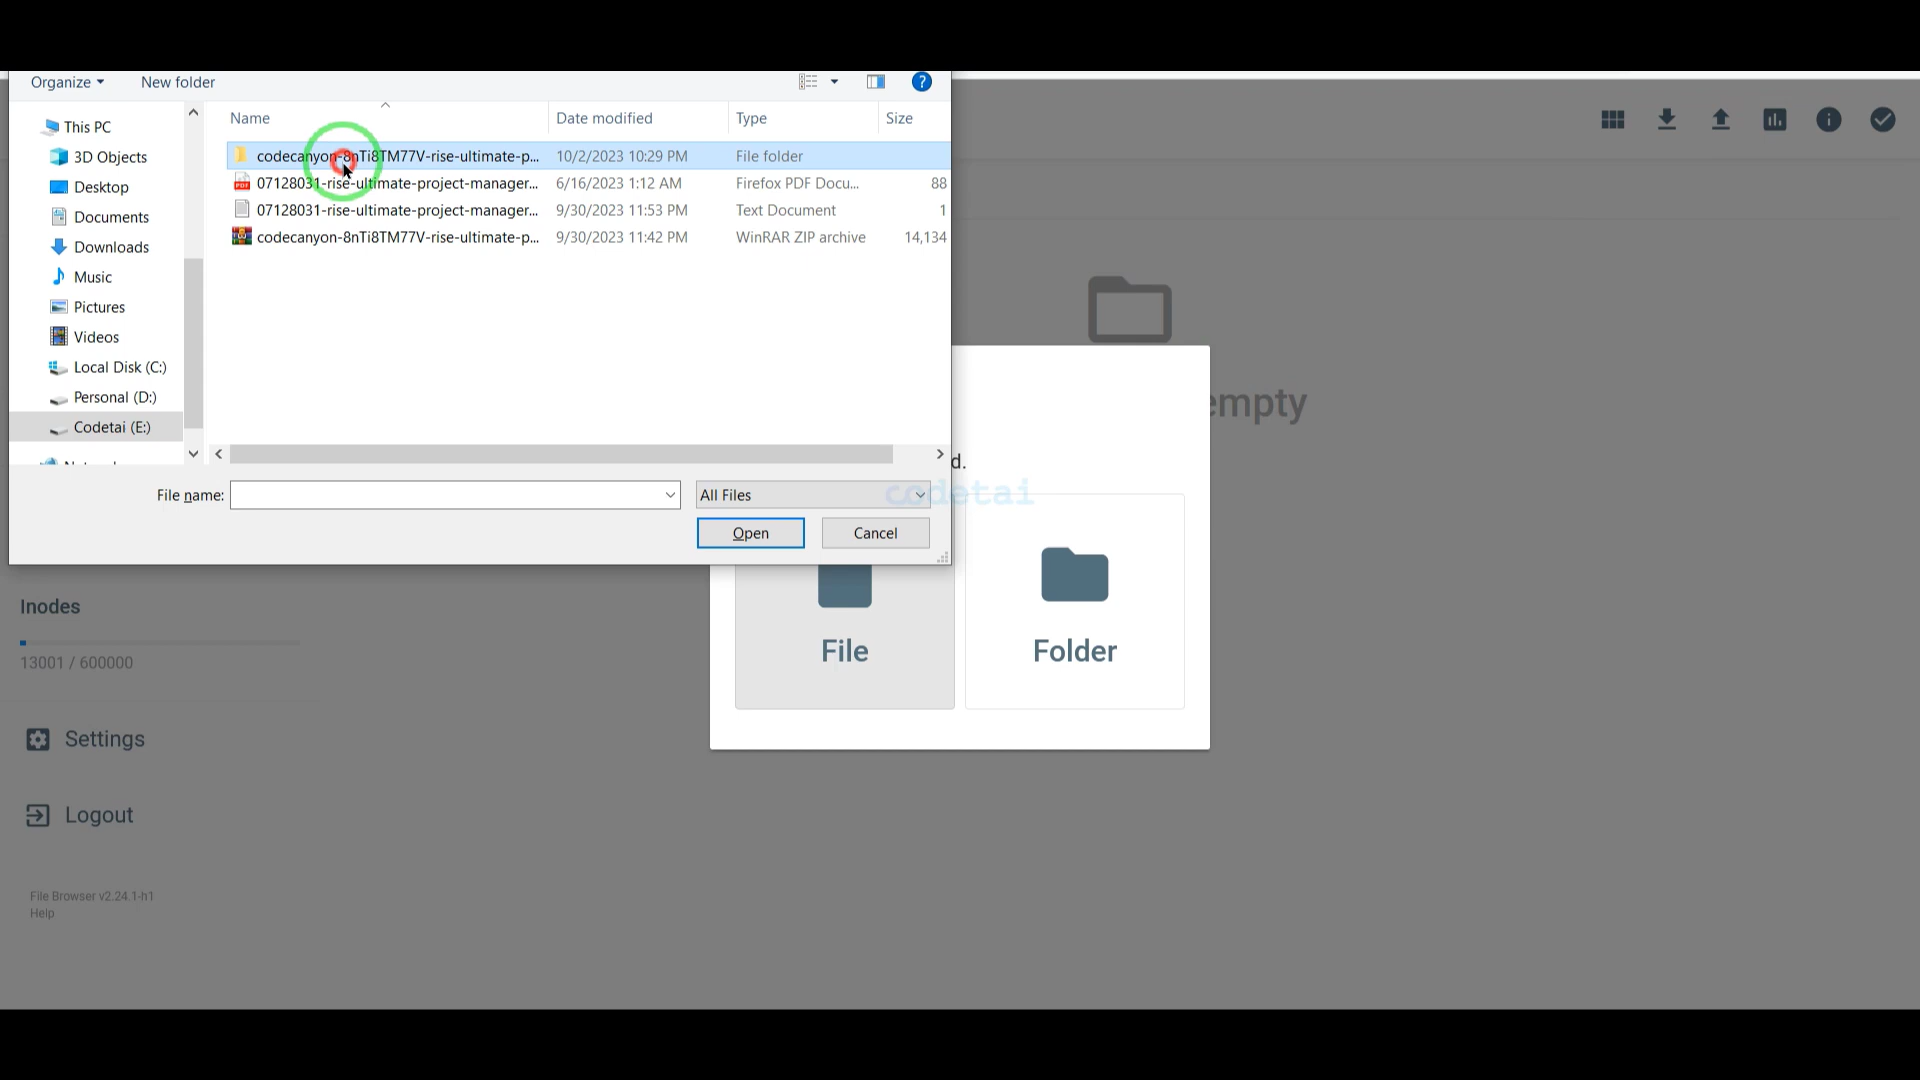 Organize
New folder
Name
Date modified
Type
Size
codecanyon-8nTi8TM77V-rise-ultimate-p... 10/2/2023 10:29 PM File folder
07128031-rise-ultimate-project-manager... 6/16/2023 1:12 AM Firefox PDF Docu... 88
07128031-rise-ultimate-project-manager... 9/30/2023 11:53 PM Text Document 1
codecanyon-8nTi8TM77V-rise-ultimate-p... 9/30/2023 11:42 PM WinRAR ZIP archive 14,134
This PC
3D Objects
Desktop
Documents
Downloads
Music
Pictures
Videos
Local Disk (C:)
Personal (D:)
Codetai (E:)
File name:
All Files
Open
Cancel
empty
d.
codetai
File
Folder
Inodes
13001 / 600000
Settings
Logout
File Browser v2.24.1-h1
Help